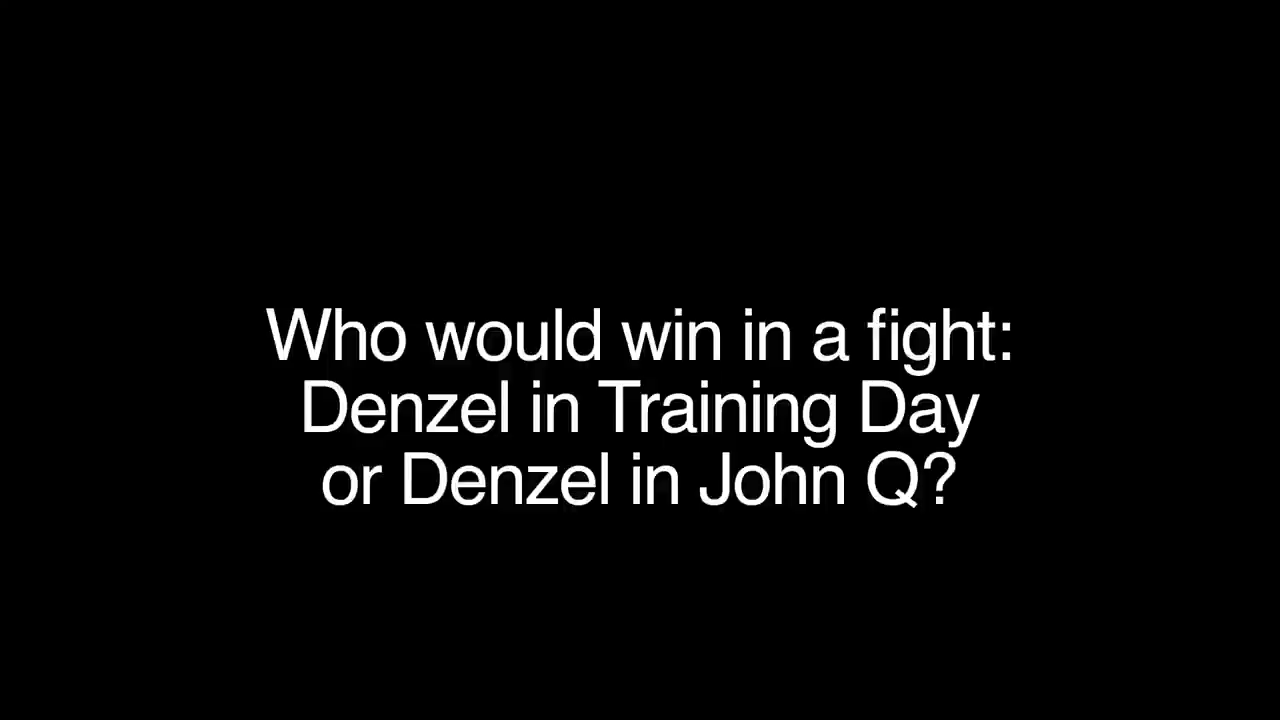 Who would win in a fight:
Denzel in Training Day
or Denzel in John Q?